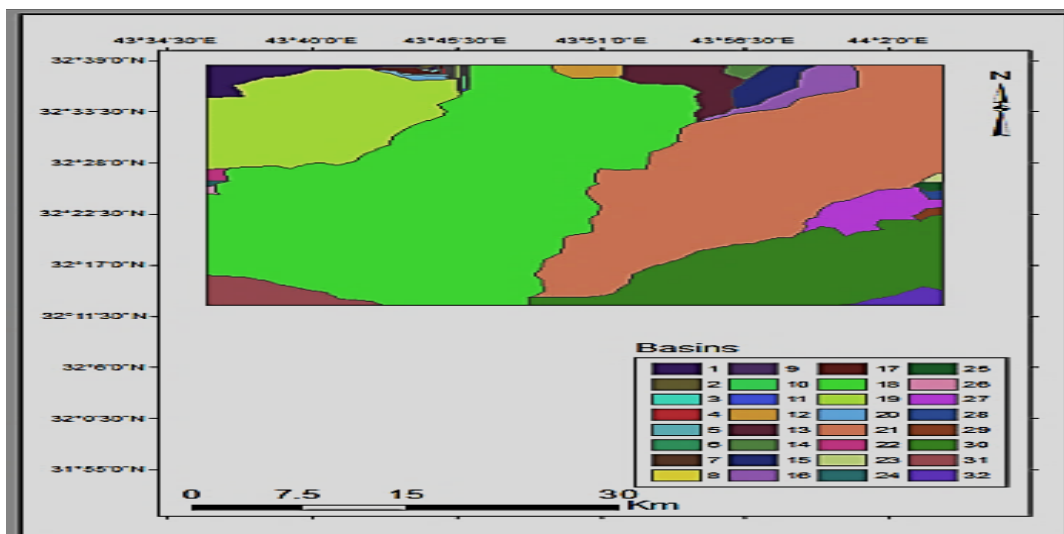 43°34'30"E 43°40'0"E 43°45'30"E 43°51'0"E 43°56'30"E 44°2'0"E
32°39'0"N
32°33'30"N
32°28'0"N
32°22'30"N
32°17'0"N
32°11'30"N
32°6'0"N
32°0'30"N
31°55'0"N
N
Basins
1 9 17 25
2 10 18 26
3 11 19 27
4 12 20 28
5 13 21 29
6 14 22 30
7 15 23 31
8 16 24 32
0 7.5 15 30
Km